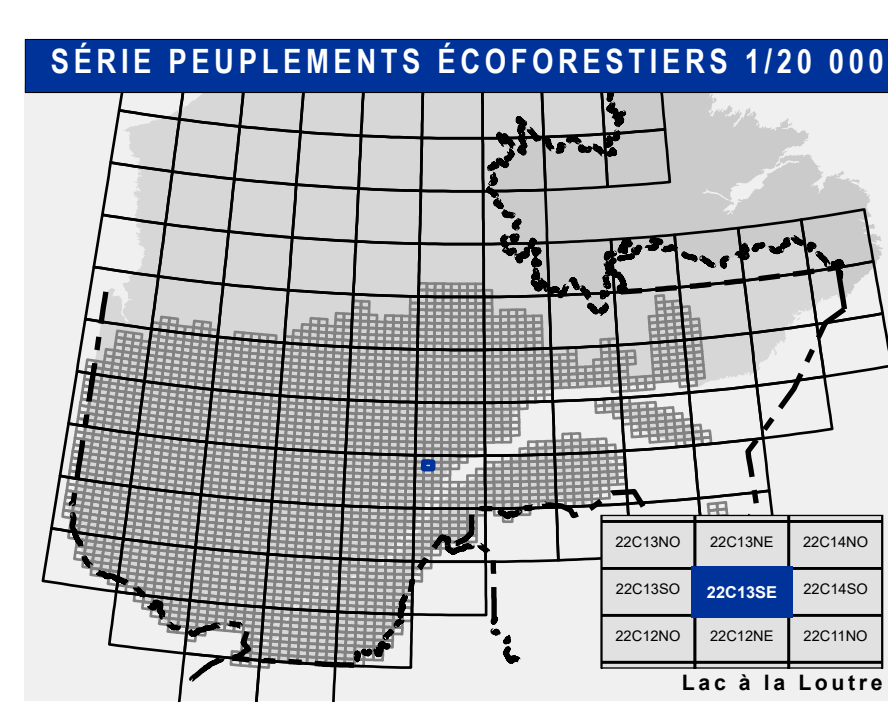 SÉRIE PEUPLEMENTS ÉCOFORESTIERS 1/20 000
22C13NO 22C13NE 22C14NO
22C13SO 22C13SE 22C14SO
22C12NO 22C12NE 22C11NO
Lac à la Loutre